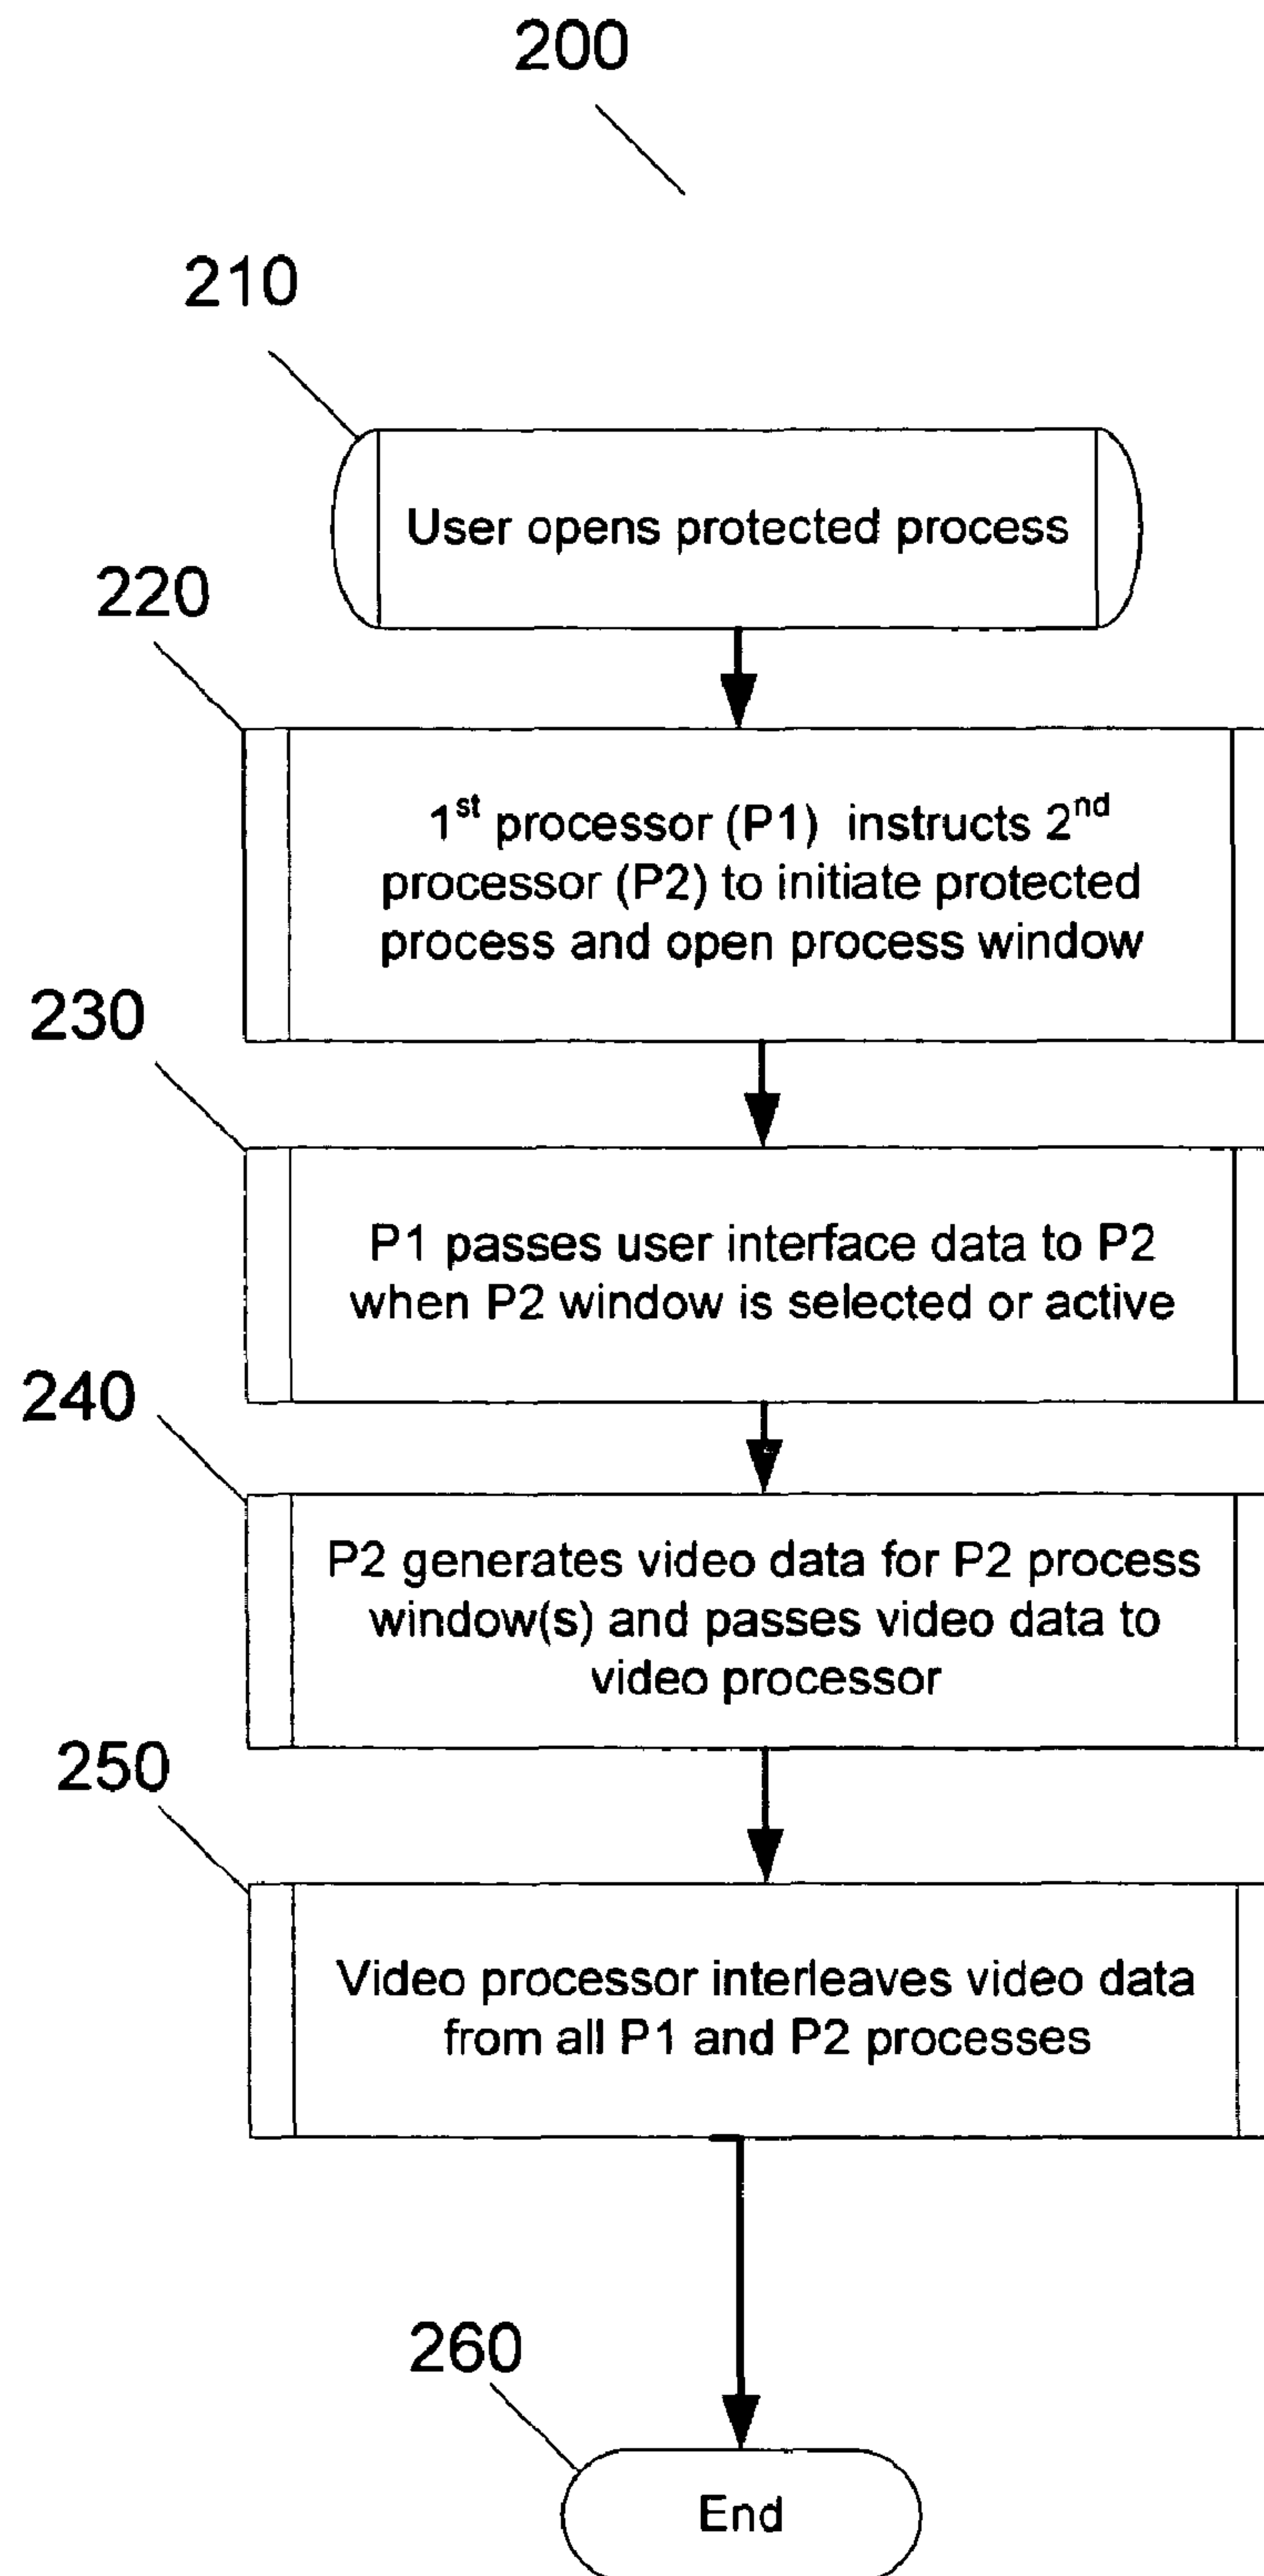 200
210
User opens protected process
220
1st processor (P1) instructs 2nd
processor (P2) to initiate protected
process and open process window
230
P1 passes user interface data to P2
when P2 window is selected or active
240
P2 generates video data for P2 process
window(s) and passes video data to
video processor
250
Video processor interleaves video data
from all P1 and P2 processes
260
End